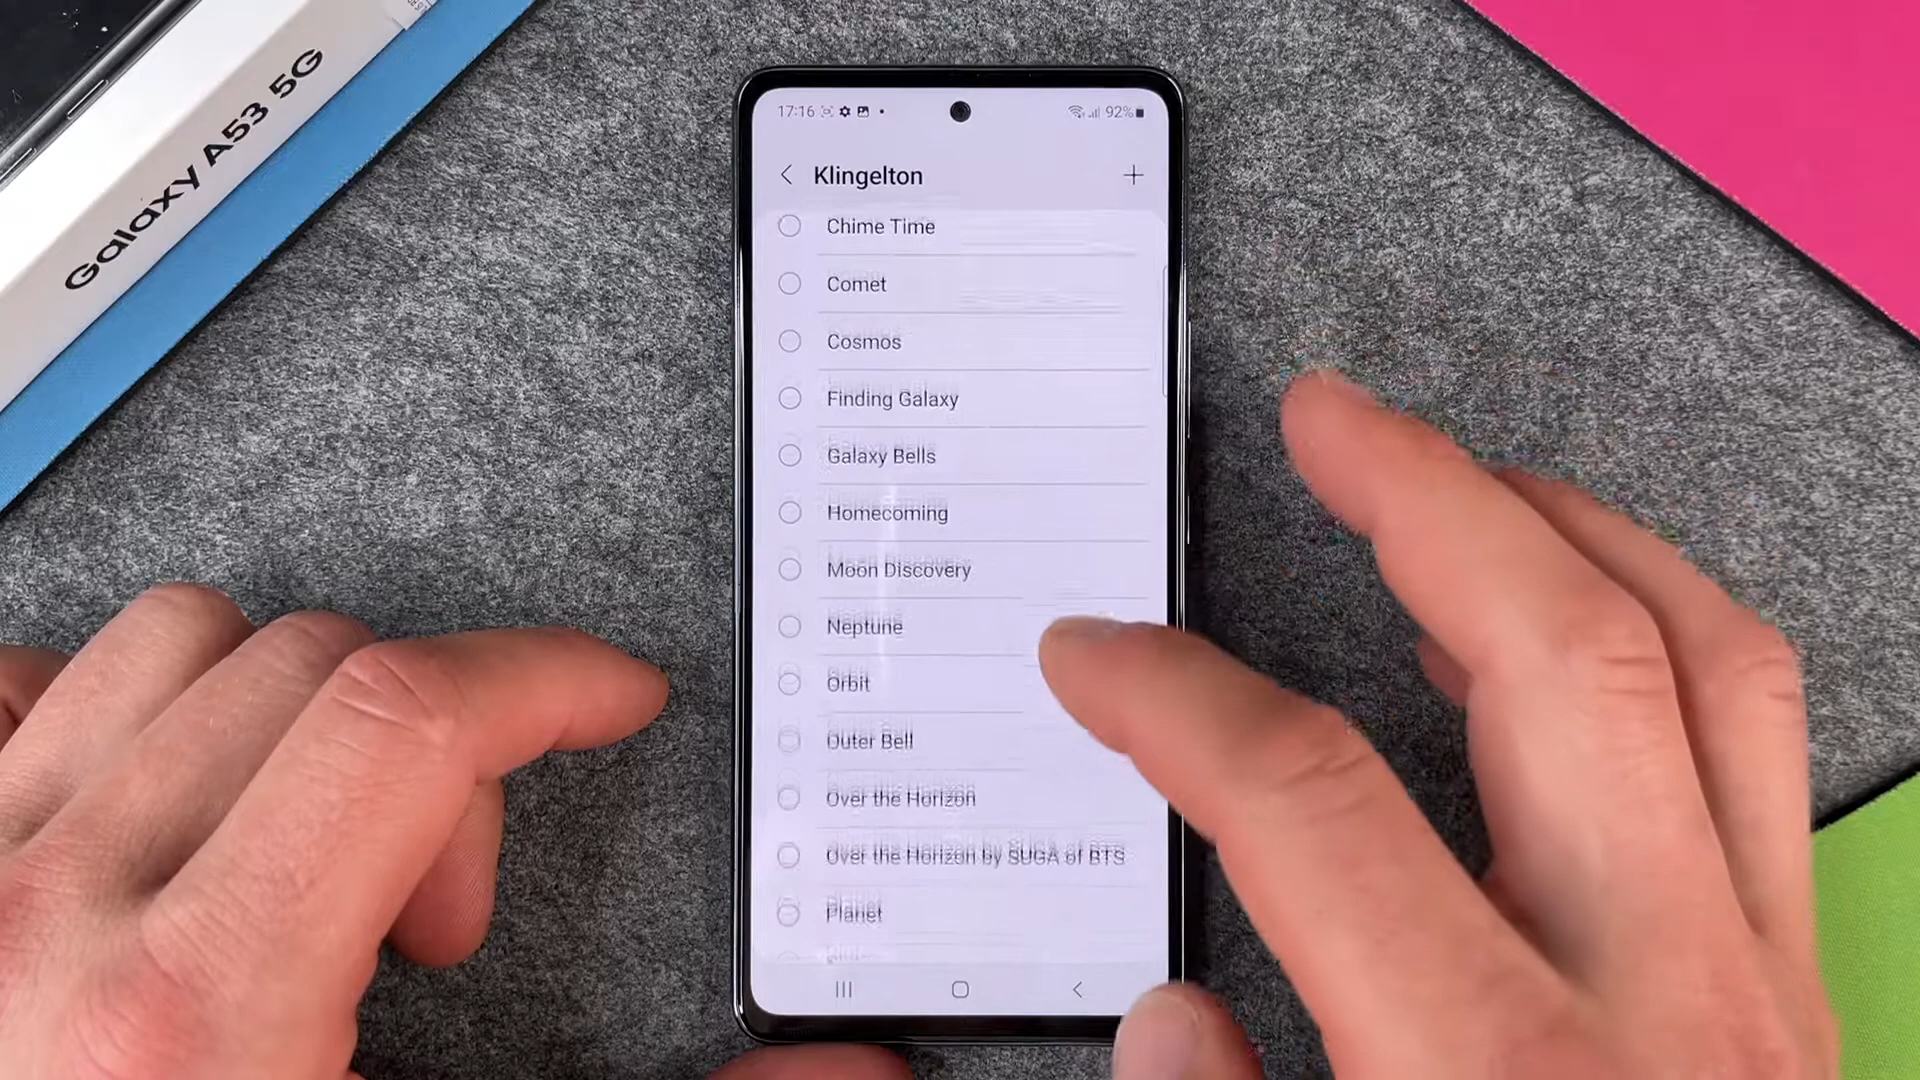 Galaxy A53 5G
17:16
92%
Klingelton
Chime Time
Comet
Cosmos
Finding Galaxy
Galaxy Bells
Homecoming
Moon Discovery
Neptune
Orbit
Outer Bell
Over the Horizon
Over the Horizon by SUGA of BTS
Planet